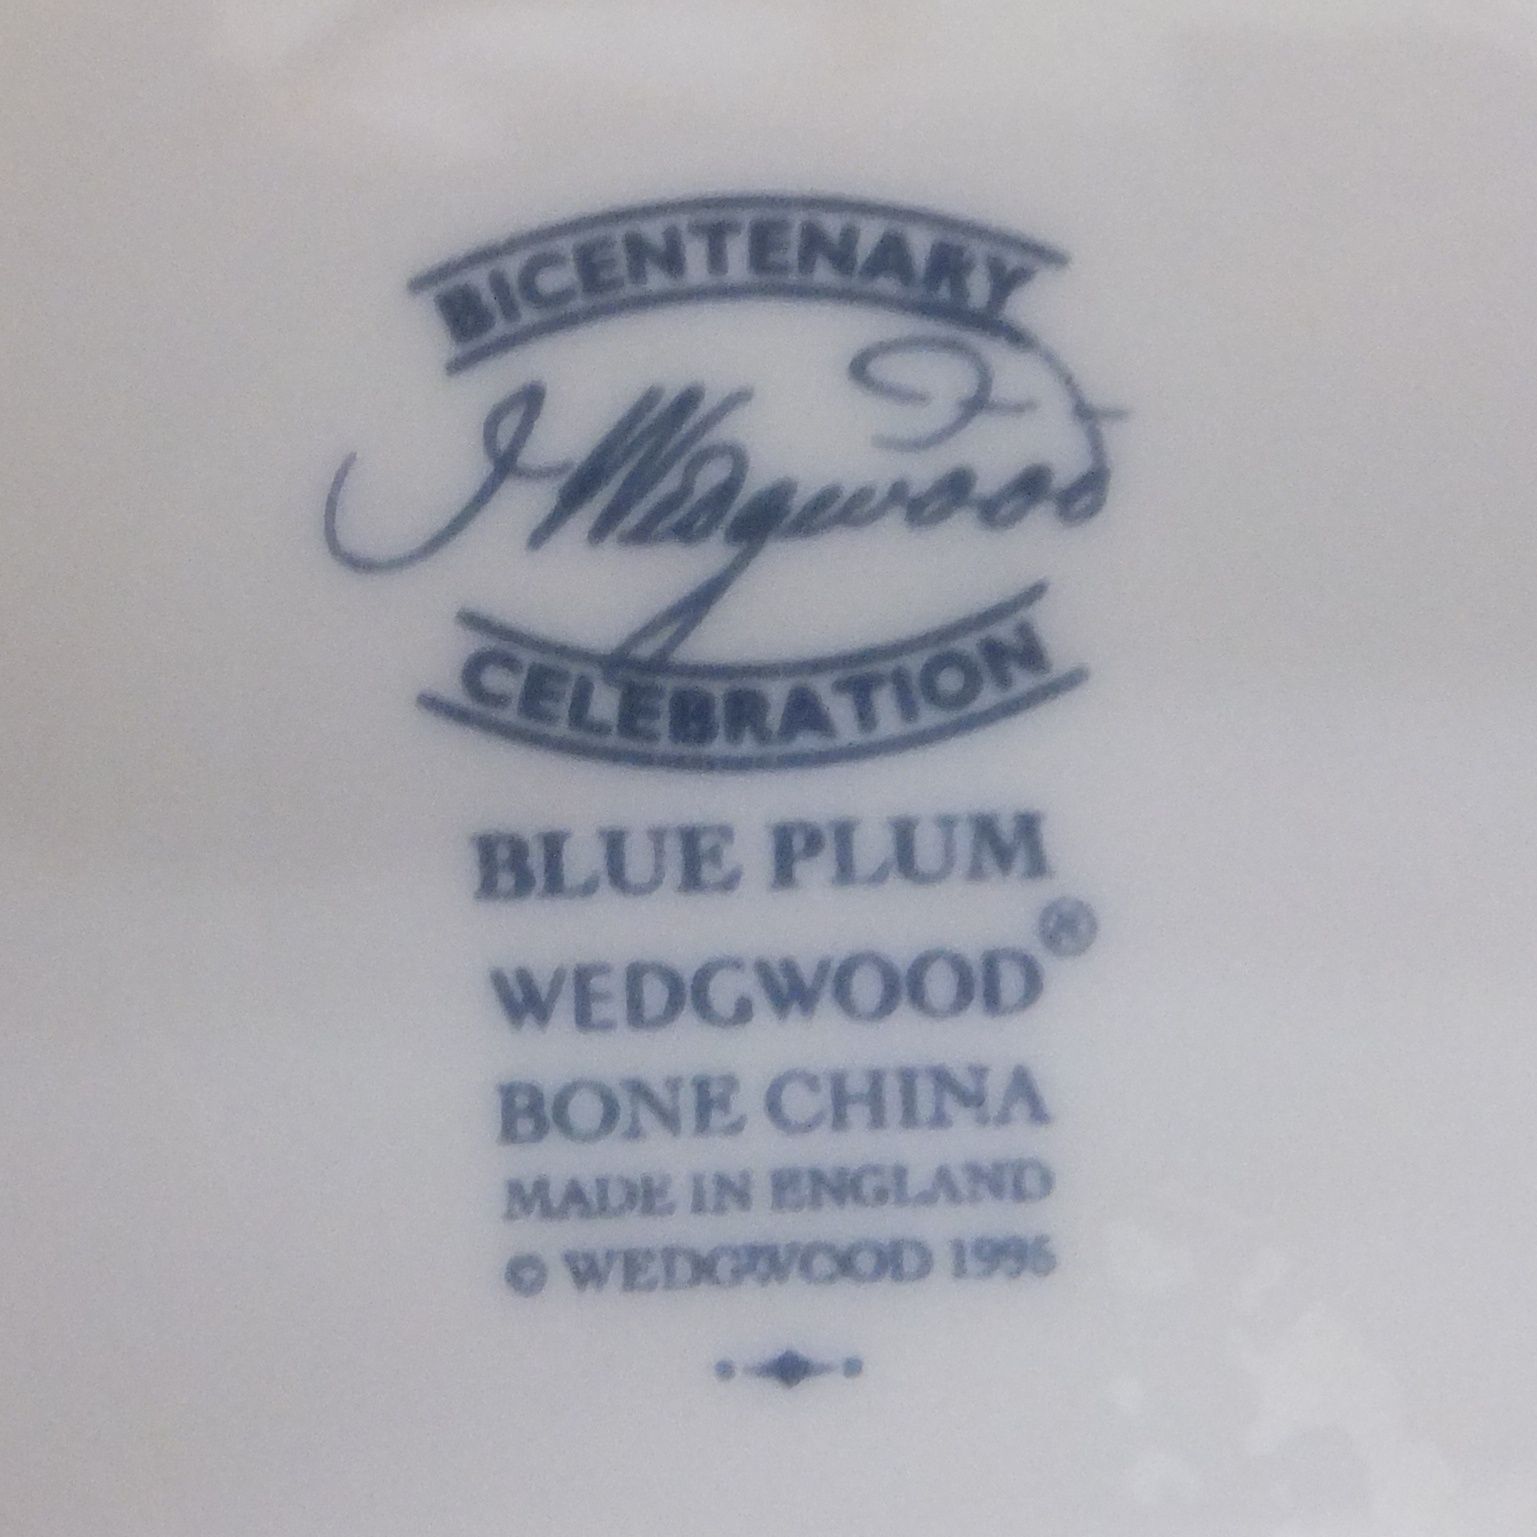 BICENTENARY
J Wedgwood
CELEBRATION
BLUE PLUM
WEDGWOOD®
BONE CHINA
MADE IN ENGLAND
© WEDGWOOD 1996